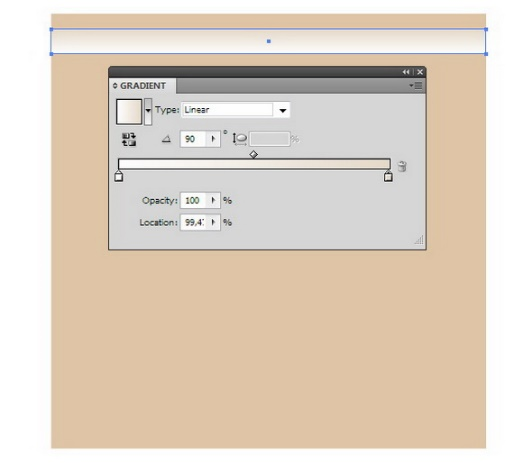 GRADIENT
Type: Linear
90 ° %
Opacity: 100 %
Location: 99,47 %